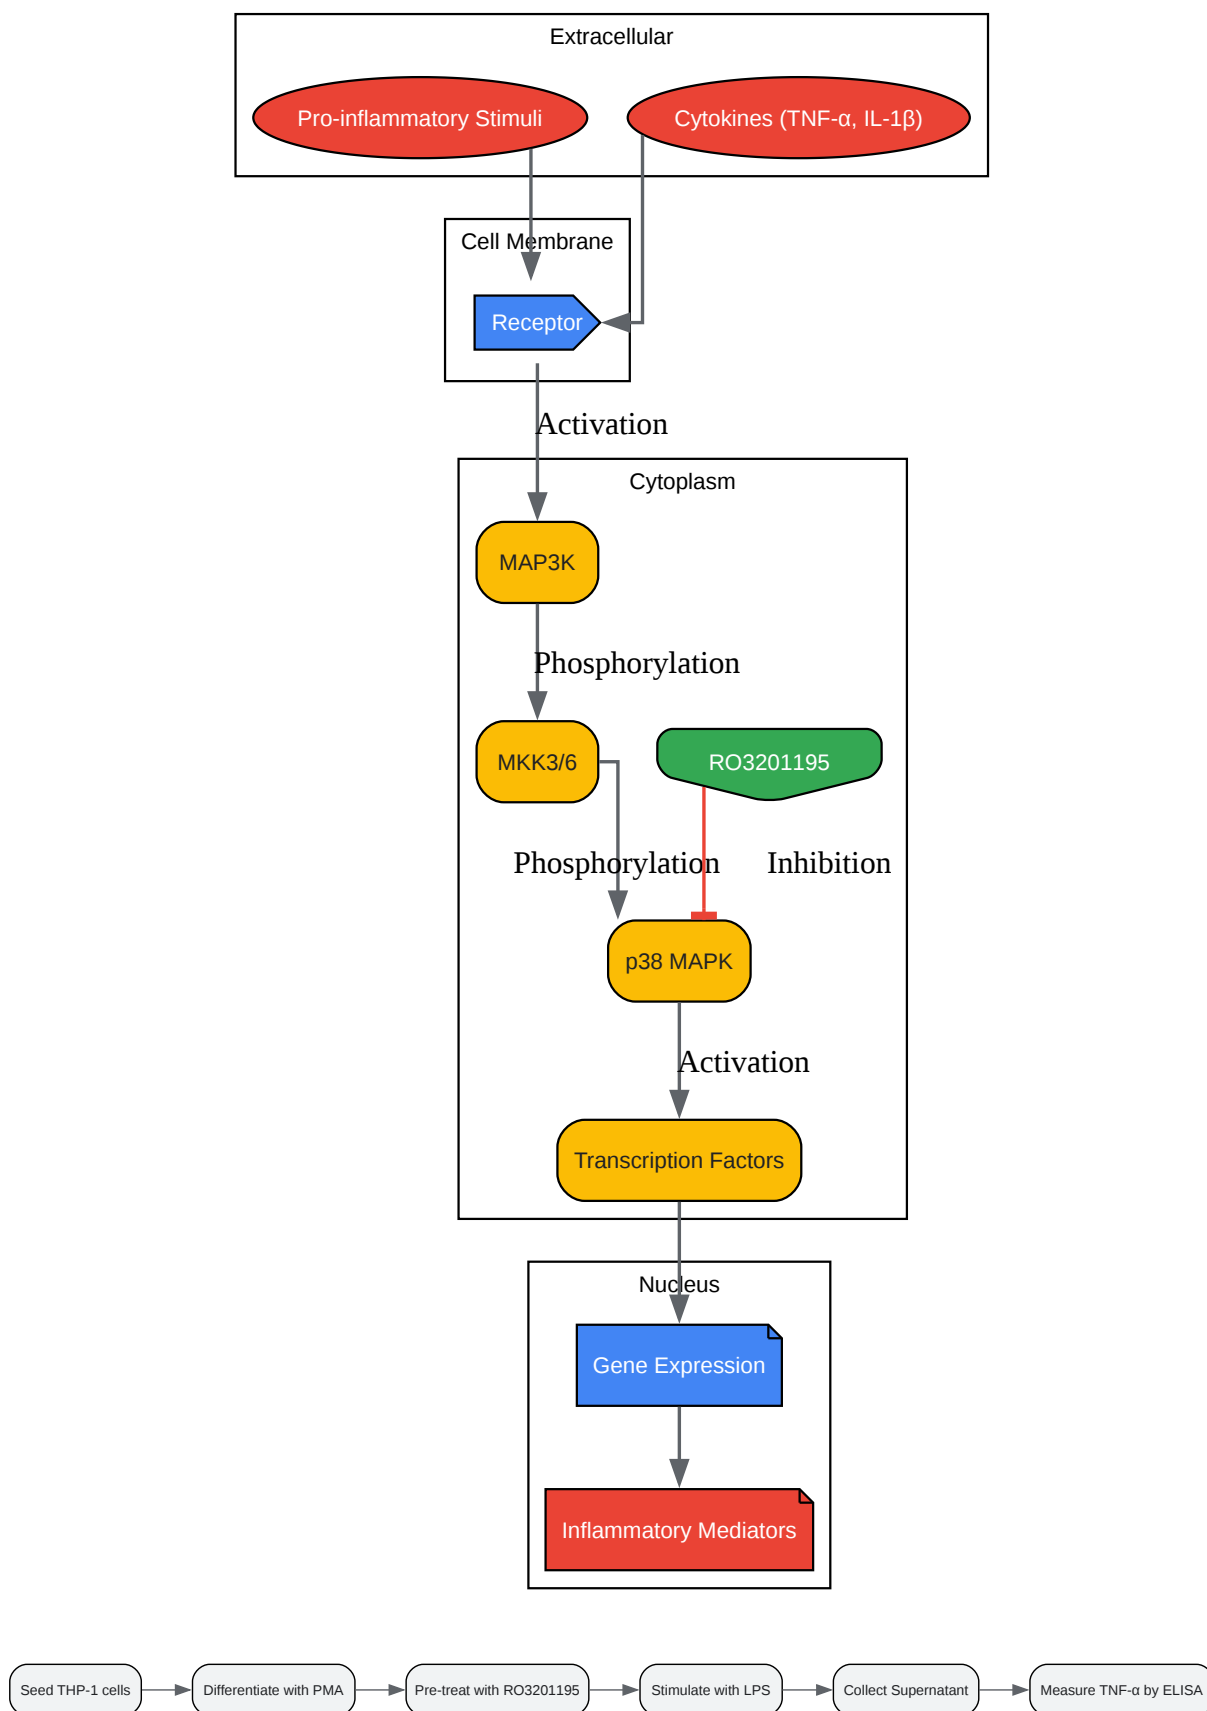 Extracellular
Pro-inflammatory Stimuli
Cytokines (TNF-α, IL-1β)
Cell Membrane
Receptor
Activation
Cytoplasm
MAP3K
Phosphorylation
MKK3/6
RO3201195
Phosphorylation
Inhibition
p38 MAPK
Activation
Transcription Factors
Nucleus
Gene Expression
Inflammatory Mediators
Seed THP-1 cells
Differentiate with PMA
Pre-treat with RO3201195
Stimulate with LPS
Collect Supernatant
Measure TNF-α by ELISA